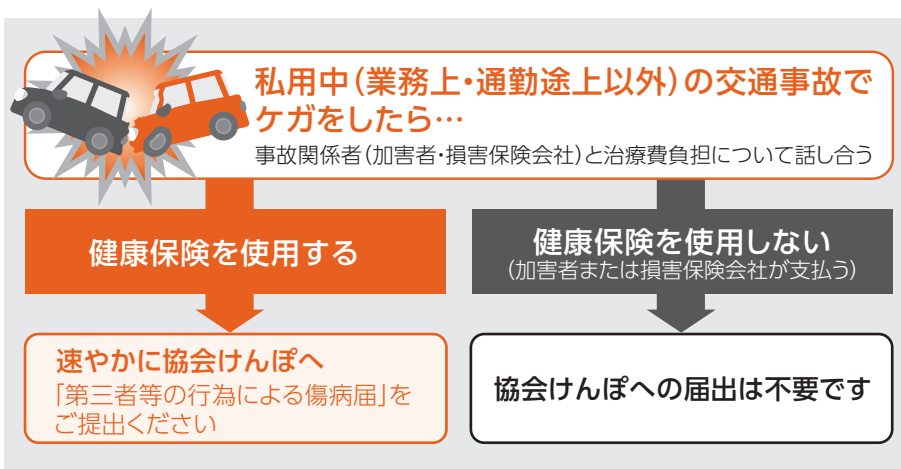 私用中（業務上・通勤途上以外）の交通事故で
ケガをしたら…
事故関係者（加害者・損害保険会社）と治療費負担について話し合う
健康保険を使用する
健康保険を使用しない
（加害者または損害保険会社が支払う）
速やかに協会けんぽへ
「第三者等の行為による傷病届」を
ご提出ください
協会けんぽへの届出は不要です